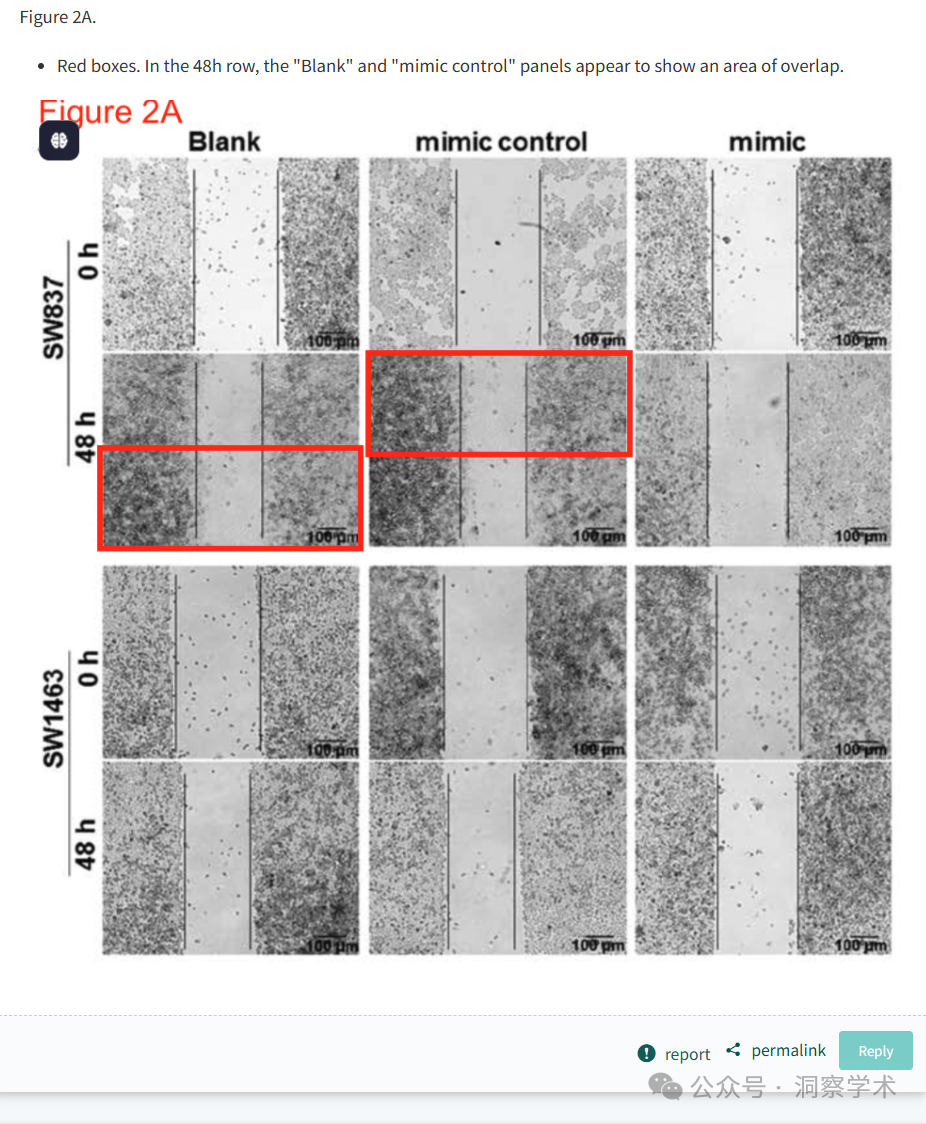 Figure 2A.
• Red boxes. In the 48h row, the "Blank" and "mimic control" panels appear to show an area of overlap.
Figure 2A
Blank mimic control mimic
SW837
0 h
100 µm 100 µm 100 µm
48 h
100 µm 100 µm 100 µm
SW1463
0 h
100 µm 100 µm 100 µm
48 h
100 µm 100 µm 100 µm
report permalink Reply
公众号 · 洞察学术